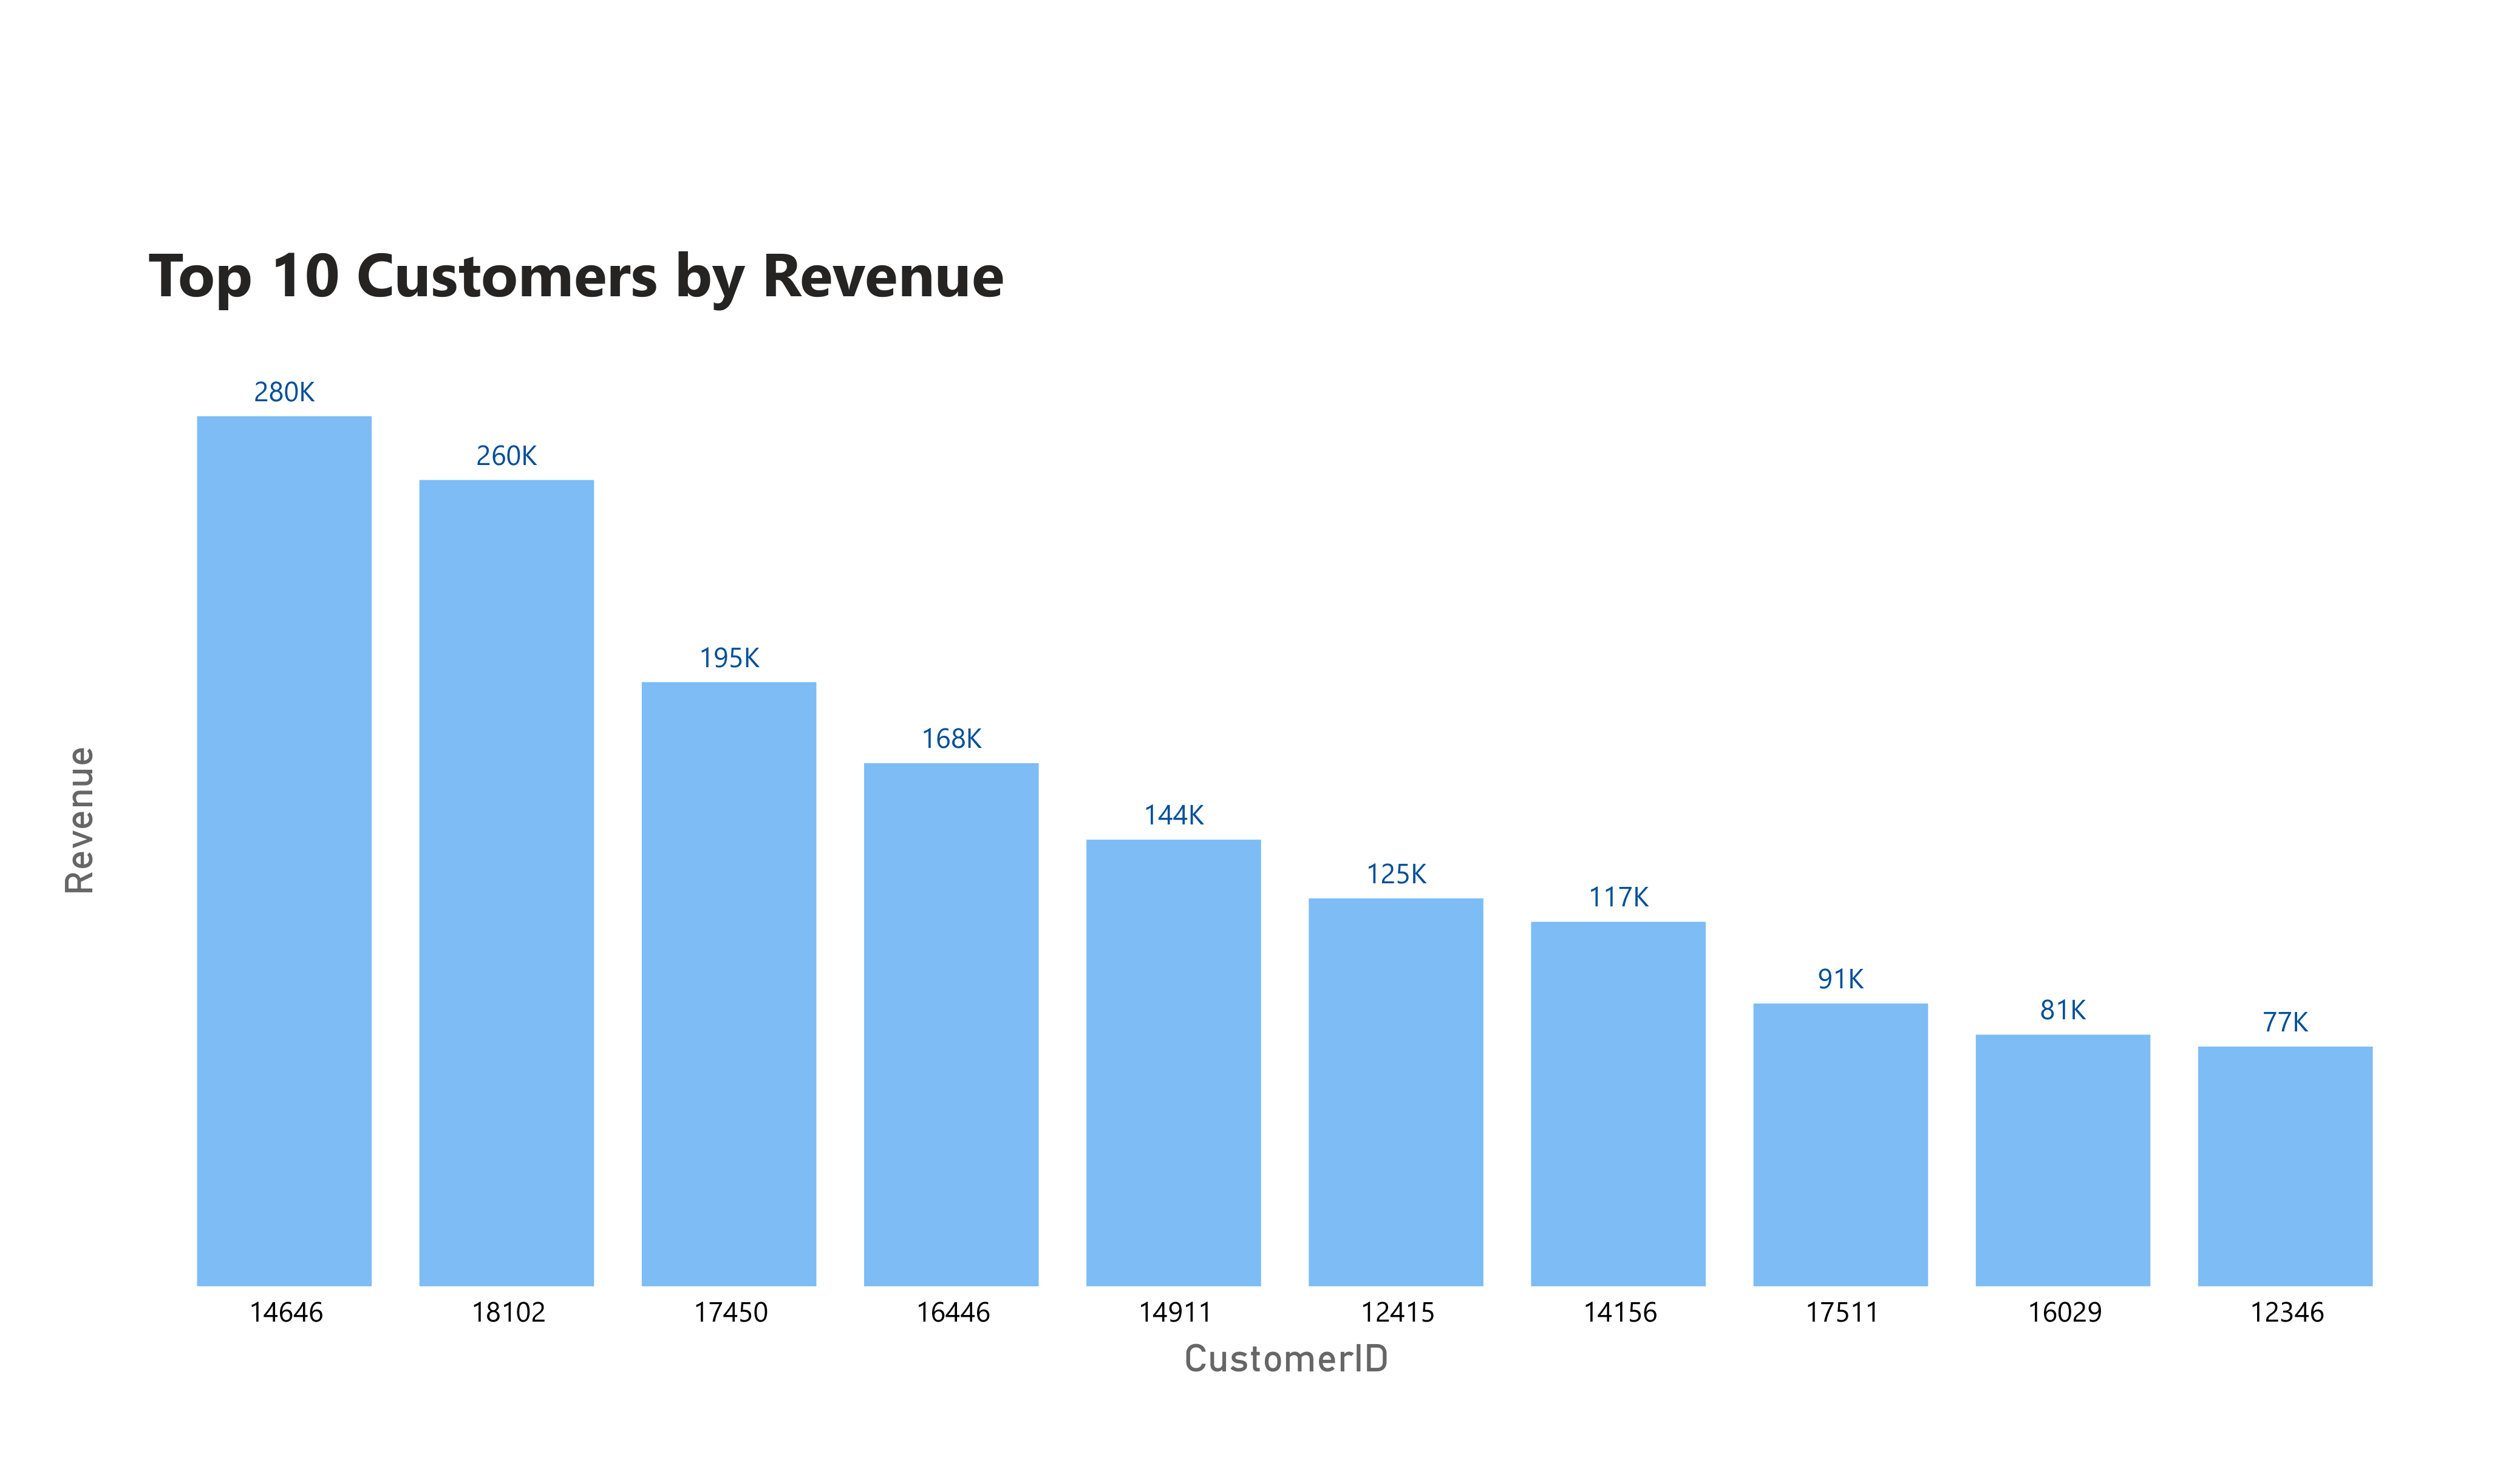 Top 10 Customers by Revenue
280K
260K
195K
168K
144K
125K
117K
91K
81K
77K
Revenue
14646 18102 17450 16446 14911 12415 14156 17511 16029 12346
CustomerID